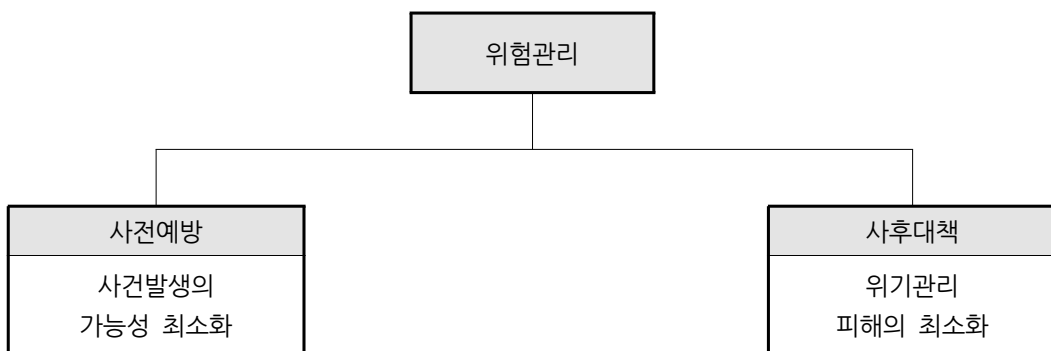 위험관리
사전예방
사건발생의
가능성 최소화
사후대책
위기관리
피해의 최소화